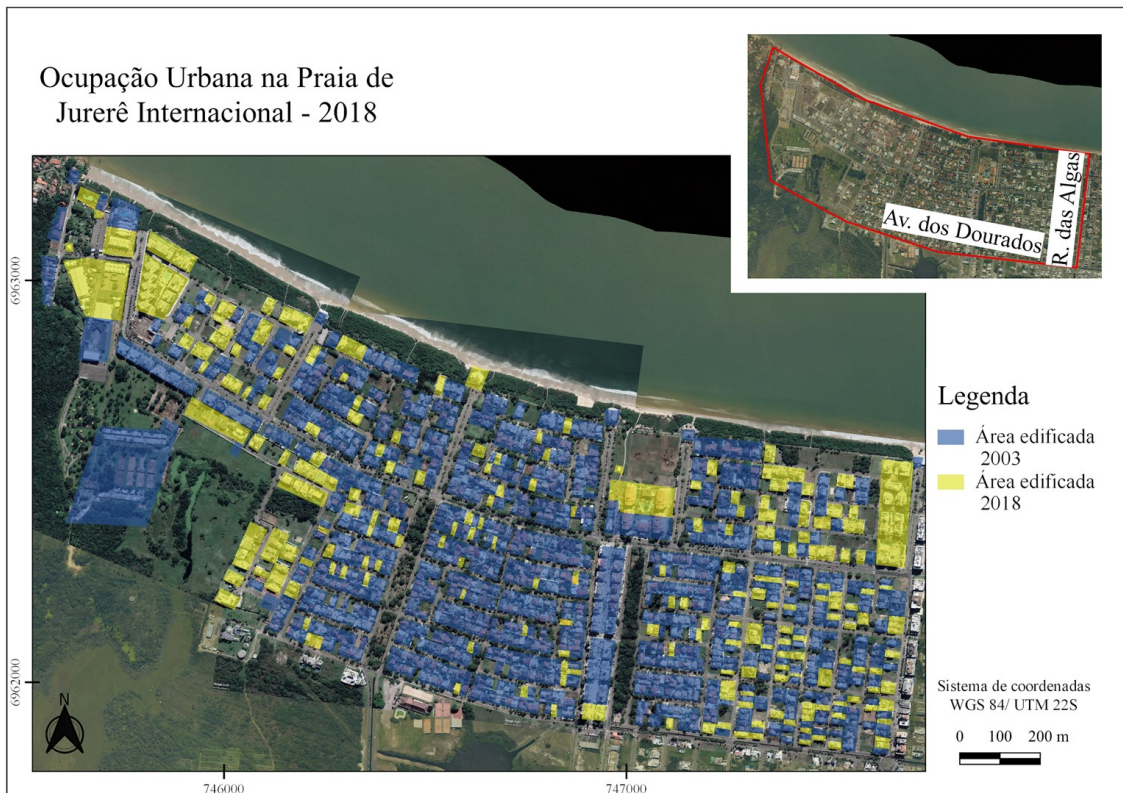 Ocupação Urbana na Praia de
Jurerê Internacional - 2018
Av. dos Dourados
R. das Algas
6963000
6962000
N
746000
747000
Legenda
Área edificada
2003
Área edificada
2018
Sistema de coordenadas
WGS 84/ UTM 22S
0 100 200 m